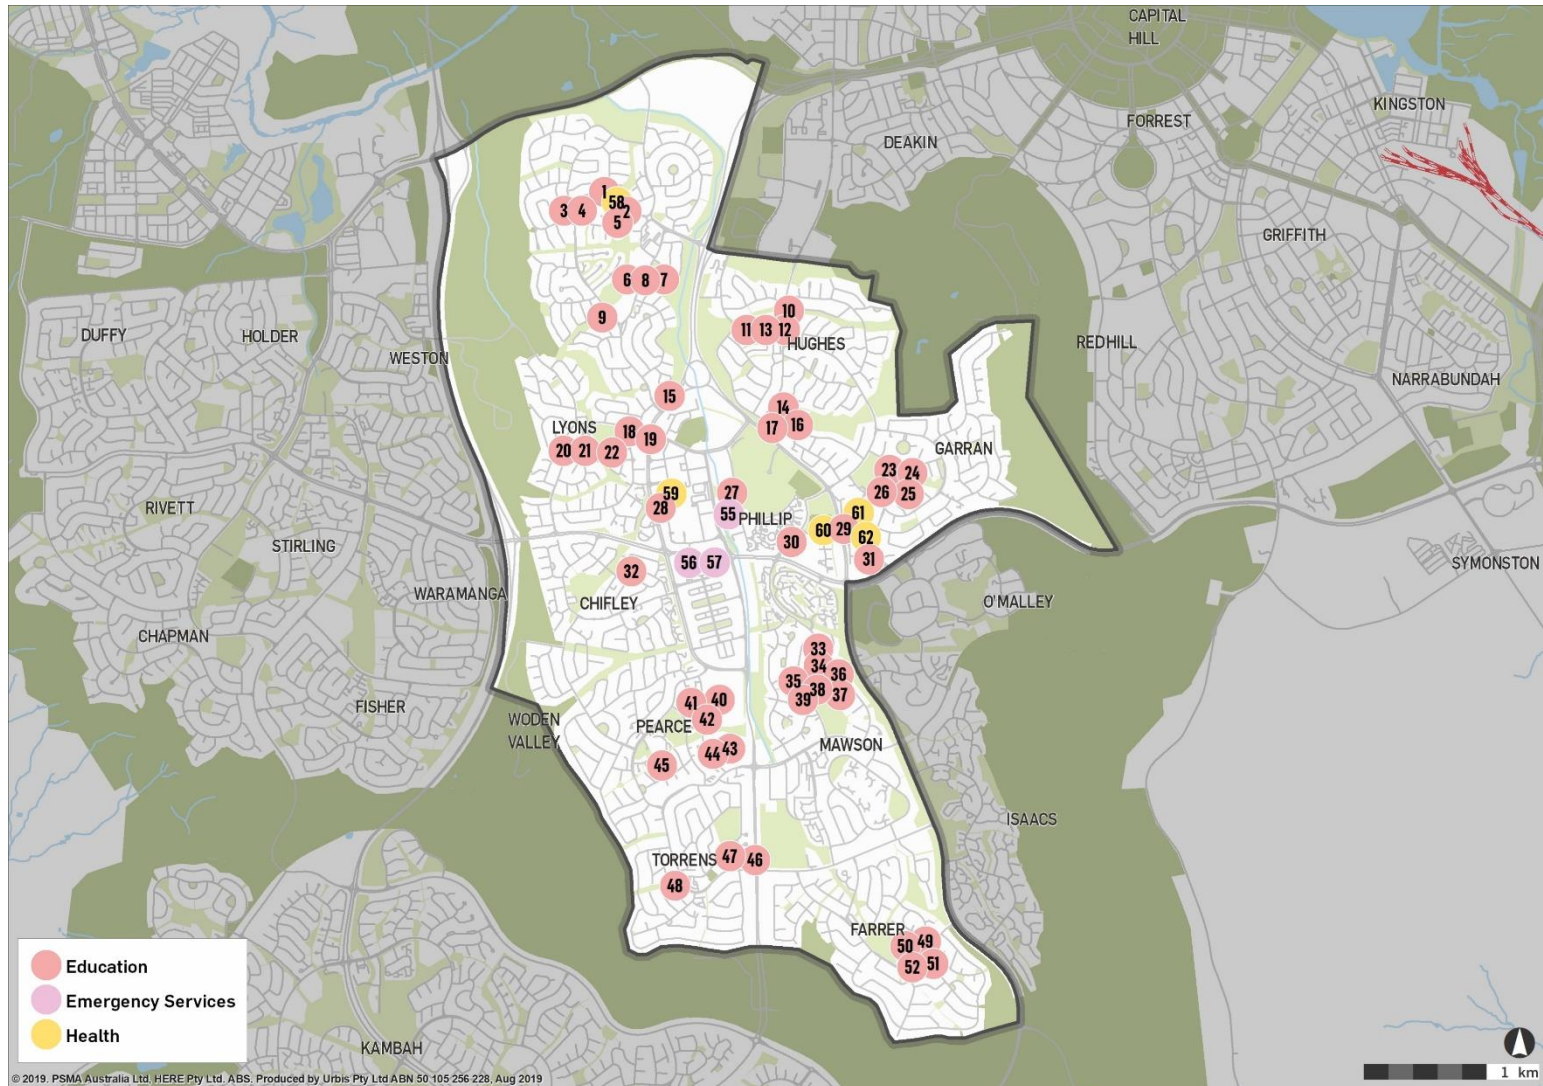 CAPITAL
HILL
KINGSTON
FORREST
DEAKIN
1
58
3
4
2
5
GRIFFITH
6
8
7
10
9
11
13
12
DUFFY
HOLDER
HUGHES
REDHILL
WESTON
NARRABUNDAH
15
14
LYONS
18
17
16
19
20
21
22
GARRAN
23
24
59
27
26
25
RIVETT
28
55
PHILLIP
61
60
29
62
STIRLING
30
56
57
31
SYMONSTON
32
WARAMANGA
CHIFLEY
O'MALLEY
CHAPMAN
33
34
36
35
38
37
39
41
40
FISHER
42
WODEN
VALLEY
PEARCE
44
43
MAWSON
45
ISAACS
TORRENS
47
46
48
FARRER
50
49
52
51
Education
Emergency Services
Health
KAMBAH
1 km
© 2019. PSMA Australia Ltd, HERE Pty Ltd. ABS. Produced by Urbis Pty Ltd ABN 50 105 256 228, Aug 2019